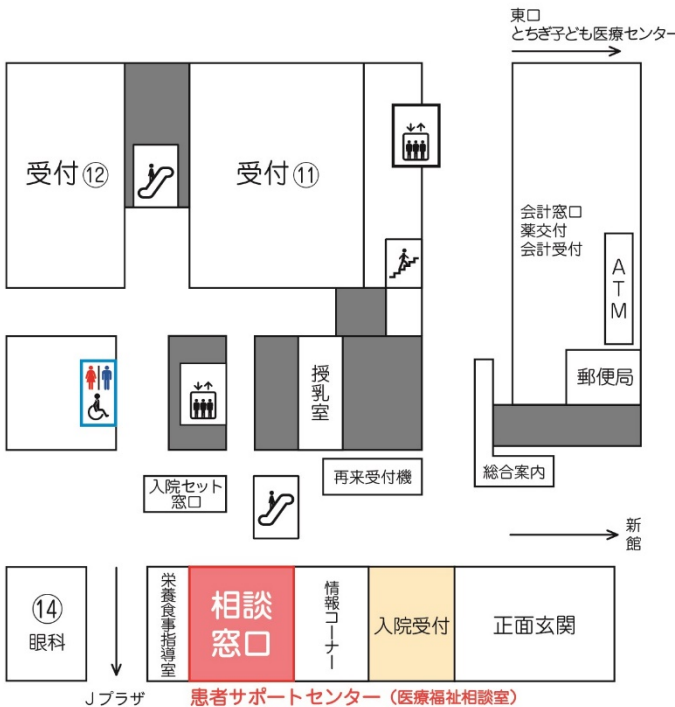 東口
とちぎ子ども医療センター
受付⑫
受付⑪
会計窓口
薬交付
会計受付
ATM
郵便局
授乳室
入院セット
窓口
再来受付機
総合案内
新館
⑭
眼科
栄養食事指導室
相談
窓口
情報コーナー
入院受付
正面玄関
Jプラザ
患者サポートセンター（医療福祉相談室）